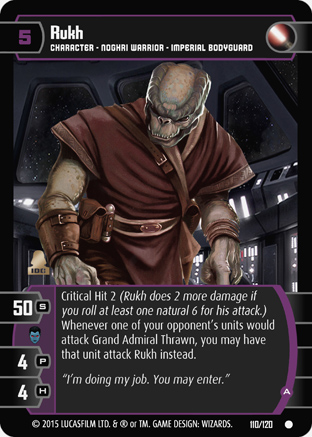 5
Rukh
CHARACTER - NOGHRI WARRIOR - IMPERIAL BODYGUARD
50 S
4 P
4 H
Critical Hit 2 (Rukh does 2 more damage if
you roll at least one natural 6 for his attack.)
Whenever one of your opponent's units would
attack Grand Admiral Thrawn, you may have
that unit attack Rukh instead.
"I'm doing my job. You may enter."
A
© 2015 LUCASFILM LTD. & ® or TM. GAME DESIGN: WIZARDS.
110/120